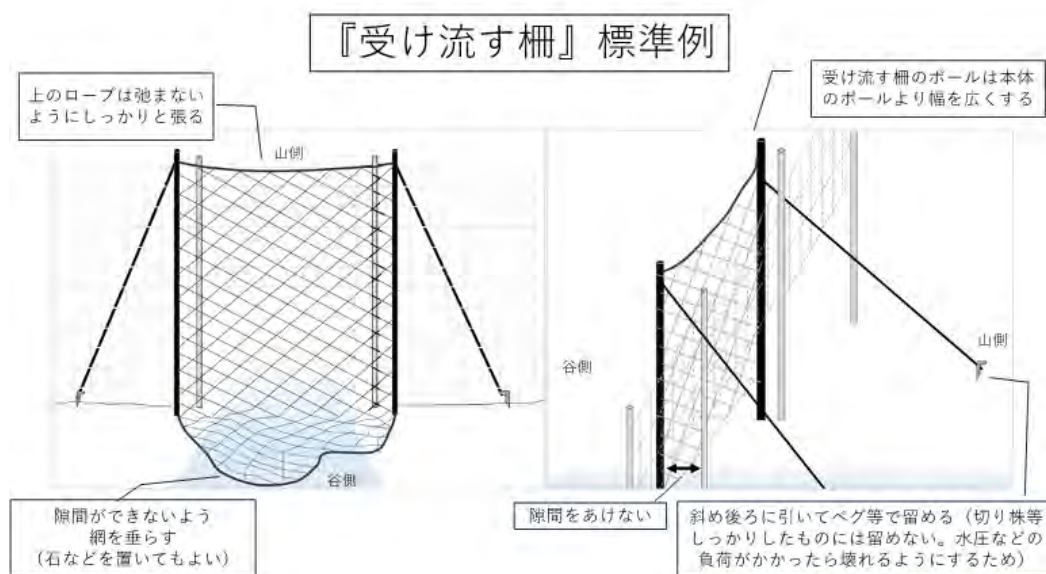 『受け流す柵』標準例
上のロープは弛まない
ようにしっかりと張る
山側
谷側
隙間ができないよう
網を垂らす
（石などを置いてもよい）
受け流す柵のポールは本体
のポールより幅を広くする
谷側
山側
隙間をあけない
斜め後ろに引いてペグ等で留める（切り株等
しっかりしたものには留めない。水圧などの
負荷がかかったら壊れるようにするため）